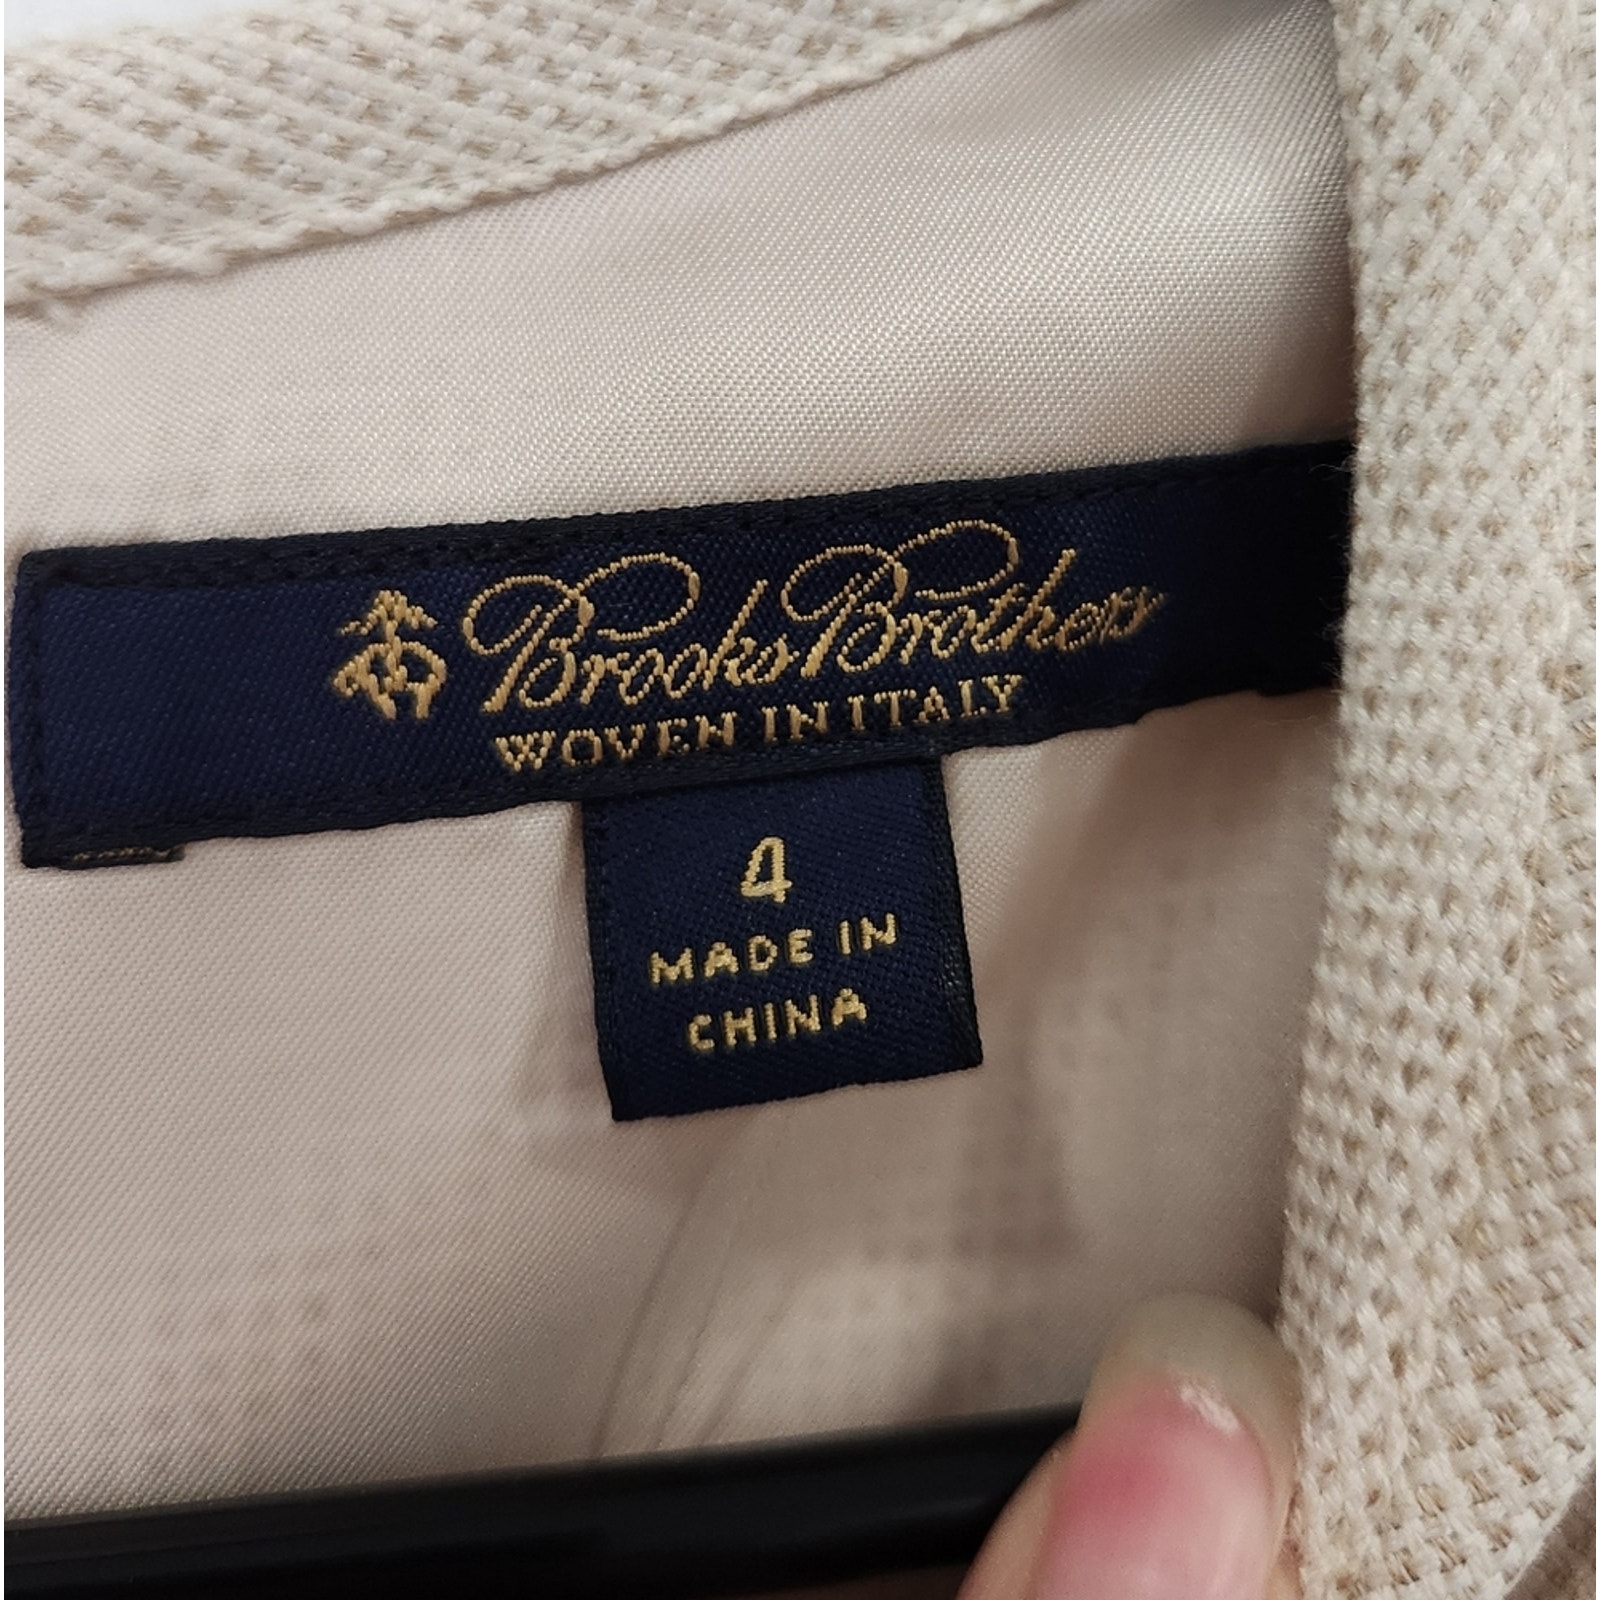 Brooks Brothers
WOVEN IN ITALY
4
MADE IN
CHINA